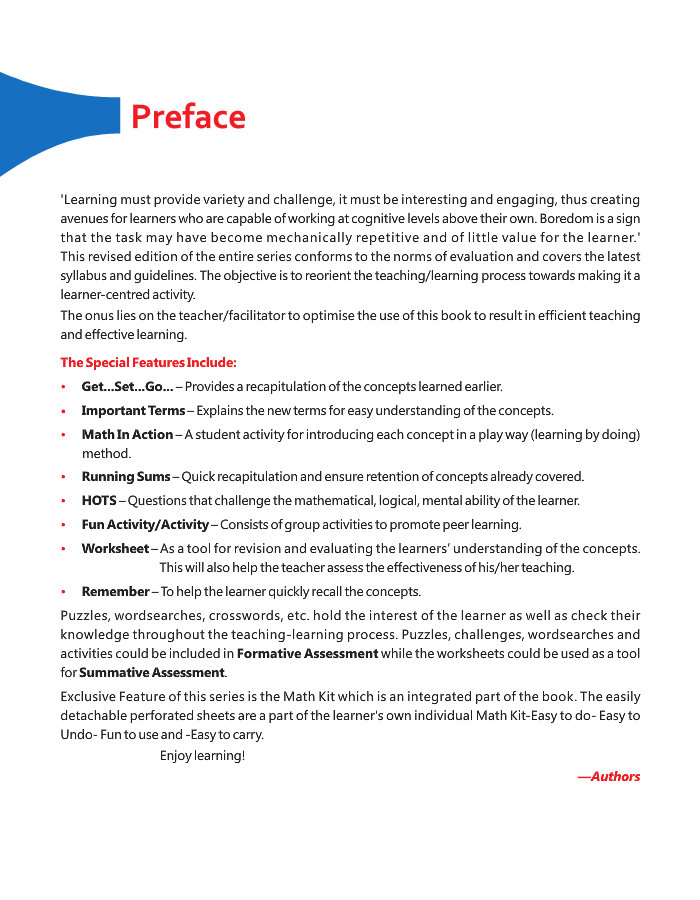 Preface
'Learning must provide variety and challenge, it must be interesting and engaging, thus creating
avenues for learners who are capable of working at cognitive levels above their own. Boredom is a sign
that the task may have become mechanically repetitive and of little value for the learner.'
This revised edition of the entire series conforms to the norms of evaluation and covers the latest
syllabus and guidelines. The objective is to reorient the teaching/learning process towards making it a
learner-centred activity.
The onus lies on the teacher/facilitator to optimise the use of this book to result in efficient teaching
and effective learning.
The Special Features Include:
• Get...Set...Go... – Provides a recapitulation of the concepts learned earlier.
• Important Terms – Explains the new terms for easy understanding of the concepts.
• Math In Action – A student activity for introducing each concept in a play way (learning by doing)
method.
• Running Sums – Quick recapitulation and ensure retention of concepts already covered.
• HOTS – Questions that challenge the mathematical, logical, mental ability of the learner.
• Fun Activity/Activity – Consists of group activities to promote peer learning.
• Worksheet – As a tool for revision and evaluating the learners' understanding of the concepts.
This will also help the teacher assess the effectiveness of his/her teaching.
• Remember – To help the learner quickly recall the concepts.
Puzzles, wordsearches, crosswords, etc. hold the interest of the learner as well as check their
knowledge throughout the teaching-learning process. Puzzles, challenges, wordsearches and
activities could be included in Formative Assessment while the worksheets could be used as a tool
for Summative Assessment.
Exclusive Feature of this series is the Math Kit which is an integrated part of the book. The easily
detachable perforated sheets are a part of the learner's own individual Math Kit-Easy to do- Easy to
Undo- Fun to use and -Easy to carry.
Enjoy learning!
—Authors